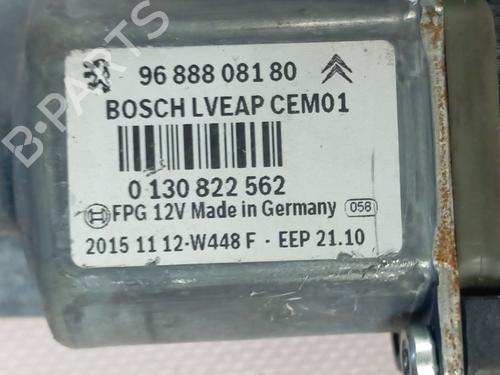 B-PARTS
96 888 081 80
BOSCH LVEAP CEM01
0 130 822 562
FPG 12V Made in Germany 058
2015 11 12-W448 F - EEP 21.10